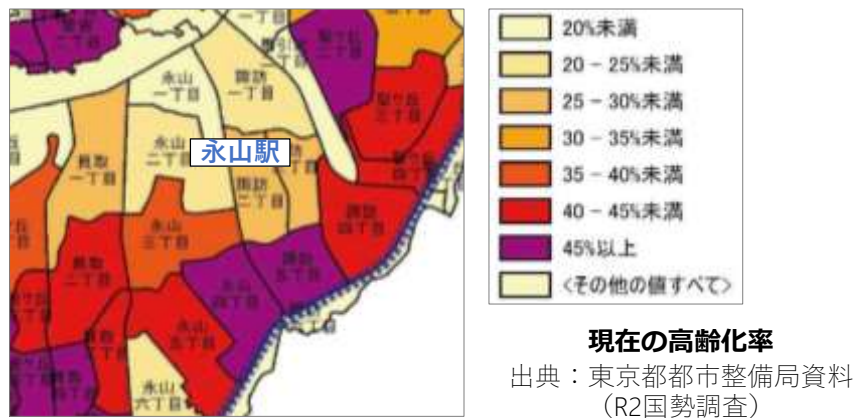 永山
一丁目
諏訪
一丁目
聖ヶ丘
三丁目
永山
二丁目
永山駅
貝取
一丁目
諏訪
二丁目
諏訪
四丁目
永山
三丁目
貝取
二丁目
永山
四丁目
諏訪
五丁目
永山
五丁目
永山
六丁目
20%未満
20－25%未満
25－30%未満
30－35%未満
35－40%未満
40－45%未満
45%以上
<その他の値すべて>
現在の高齢化率
出典：東京都都市整備局資料
（R2国勢調査）